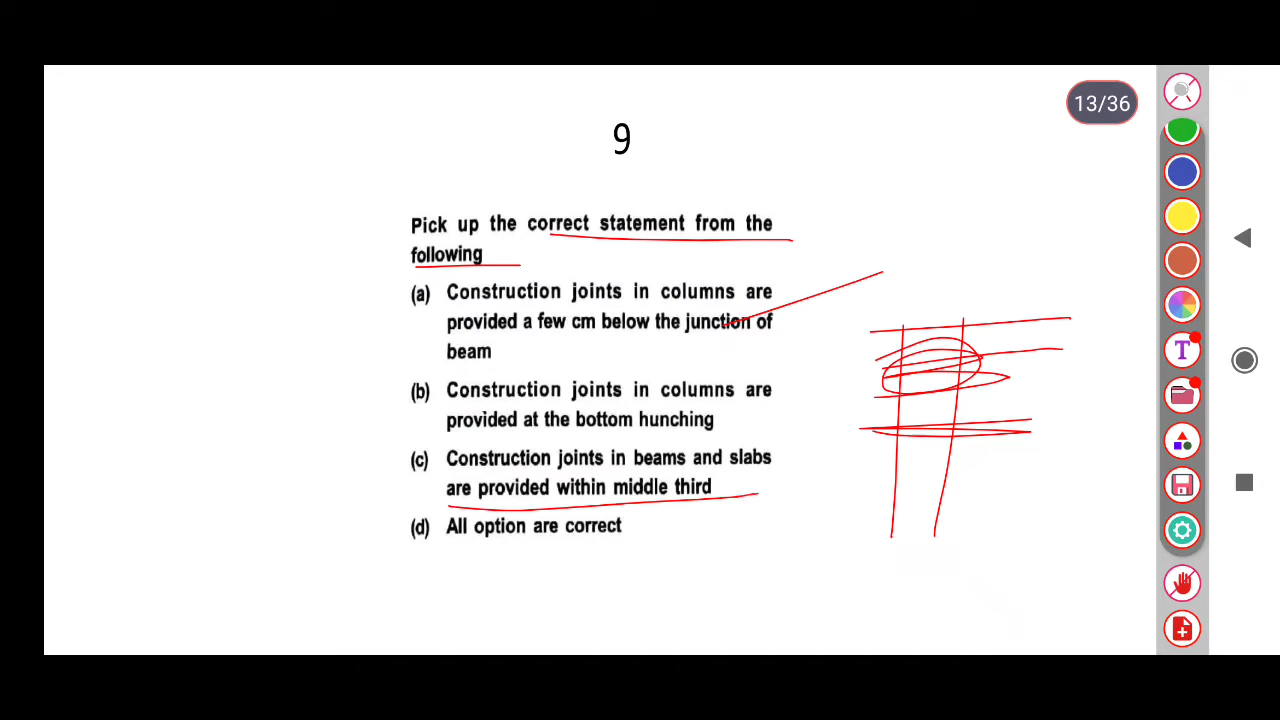 13/36
9
Pick up the correct statement from the
following
(a) Construction joints in columns are
provided a few cm below the junction of
beam
(b) Construction joints in columns are
provided at the bottom hunching
(c) Construction joints in beams and slabs
are provided within middle third
(d) All option are correct
T